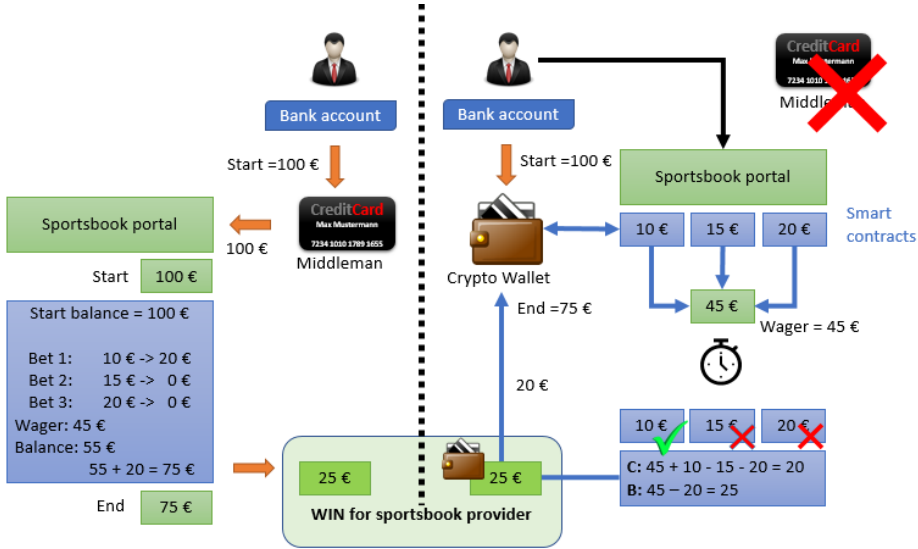 Bank account
Start =100 €
CreditCard
Max Mustermann
7234 1010 1789 1655
Middleman
100 €
Sportsbook portal
Start
100 €
Start balance = 100 €
Bet 1: 10 € -> 20 €
Bet 2: 15 € -> 0 €
Bet 3: 20 € -> 0 €
Wager: 45 €
Balance: 55 €
55 + 20 = 75 €
End
75 €
25 €
WIN for sportsbook provider
Bank account
Start =100 €
Crypto Wallet
End =75 €
20 €
25 €
CreditCard
Max Mustermann
7234 1010
Sportsbook portal
10 €
15 €
20 €
Smart
contracts
45 €
Wager = 45 €
10 €
15 €
20 €
C: 45 + 10 - 15 - 20 = 20
B: 45 – 20 = 25